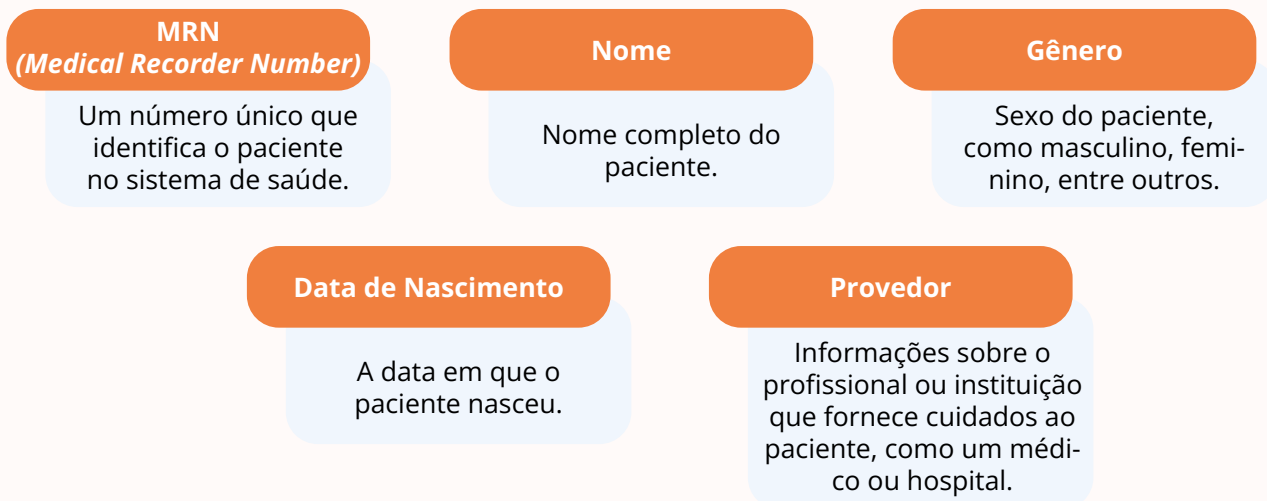 MRN
(Medical Recorder Number)
Um número único que
identifica o paciente
no sistema de saúde.
Nome
Nome completo do
paciente.
Gênero
Sexo do paciente,
como masculino, femi-
nino, entre outros.
Data de Nascimento
A data em que o
paciente nasceu.
Provedor
Informações sobre o
profissional ou instituição
que fornece cuidados ao
paciente, como um médi-
co ou hospital.